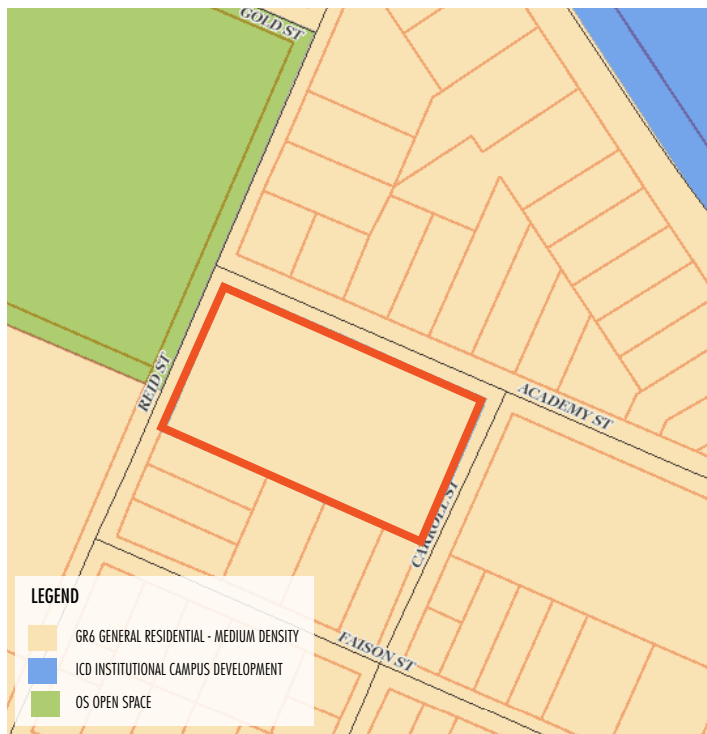 GOLD ST
REID ST
ACADEMY ST
CARROLL ST
FAISON ST
LEGEND
GR6 GENERAL RESIDENTIAL - MEDIUM DENSITY
ICD INSTITUTIONAL CAMPUS DEVELOPMENT
OS OPEN SPACE